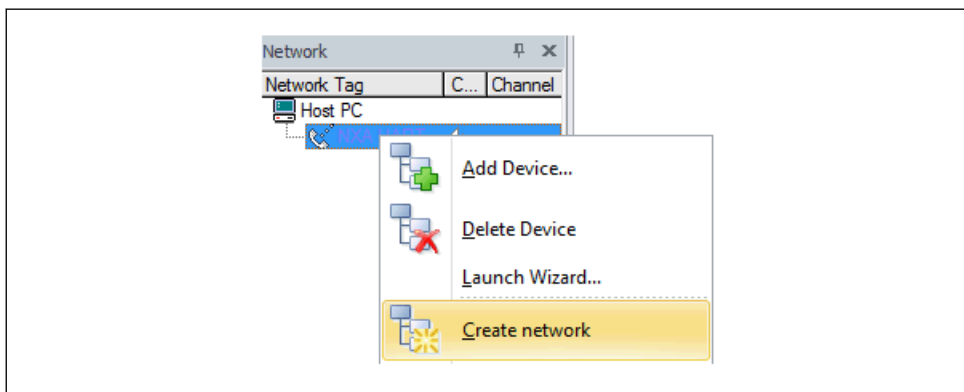 Network
Network Tag C... Channel
Host PC
Add Device...
Delete Device
Launch Wizard...
Create network